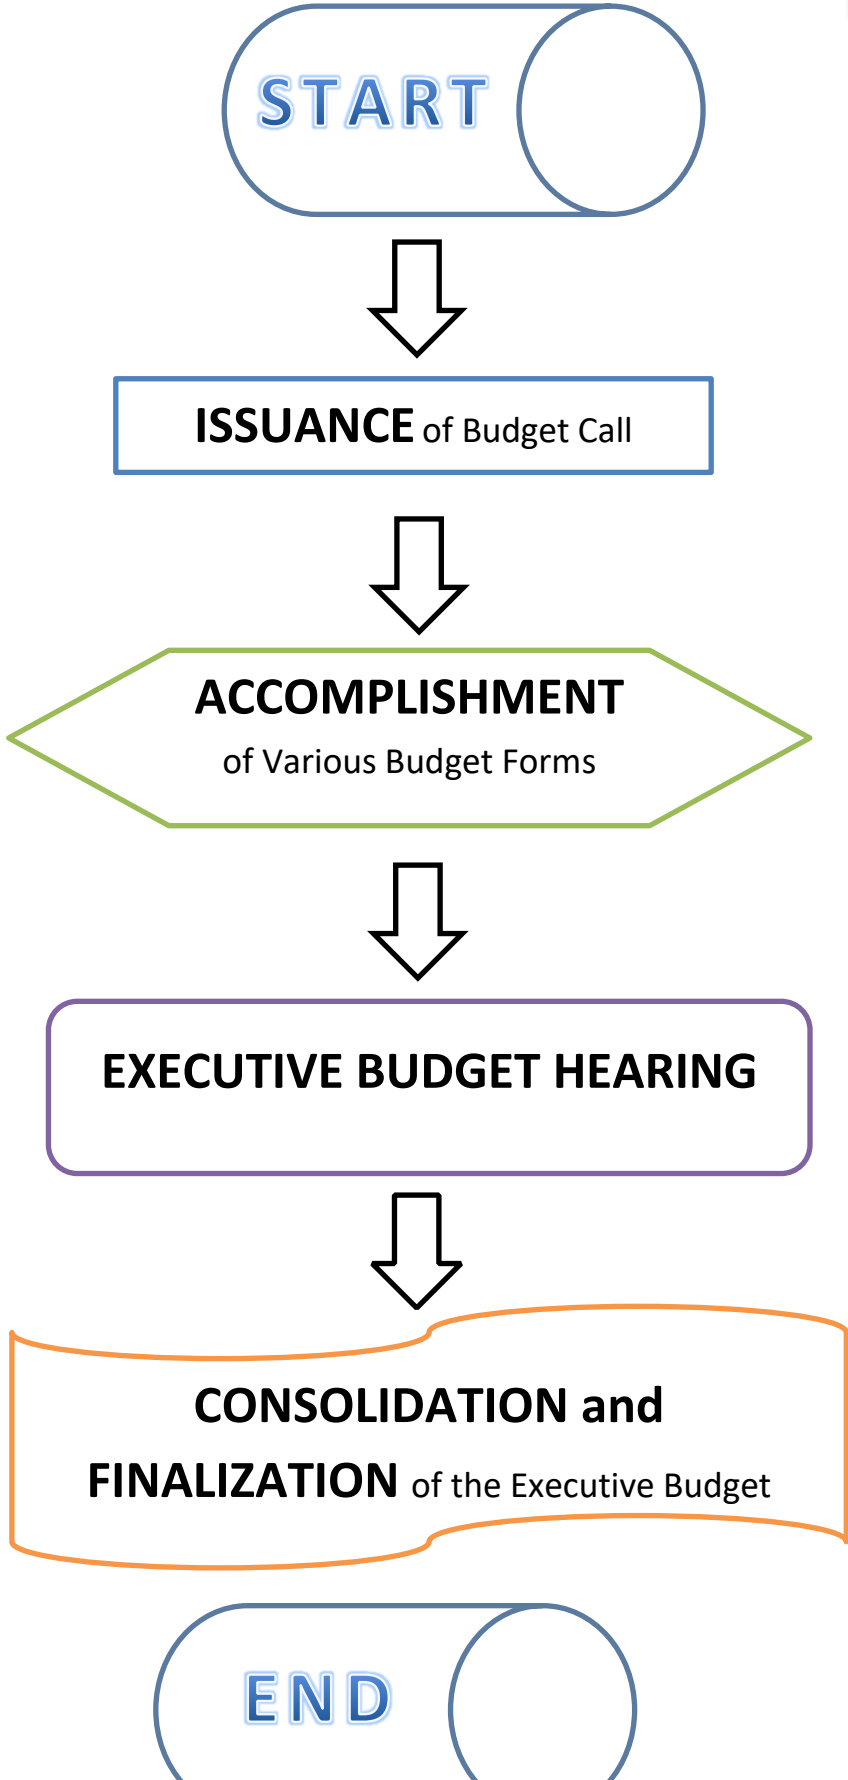 START
ISSUANCE of Budget Call
ACCOMPLISHMENT
of Various Budget Forms
EXECUTIVE BUDGET HEARING
CONSOLIDATION and
FINALIZATION of the Executive Budget
END